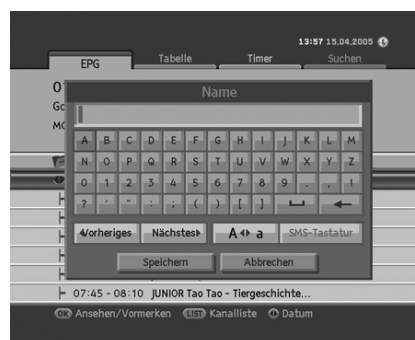 13:57 15.04.2005
EPG Tabelle Timer Suchen
Name
A B C D E F G H I J K L M
N O P Q R S T U V W X Y Z
0 1 2 3 4 5 6 7 8 9 . , !
? ' " : ; ( ) [ ]
Vorheriges Nächstes A a SMS-Tastatur
Speichern Abbrechen
07:45 - 08:10 JUNIOR Tao Tao - Tiergeschichte...
OK Ansehen/Vormerken LIST Kanalliste Datum